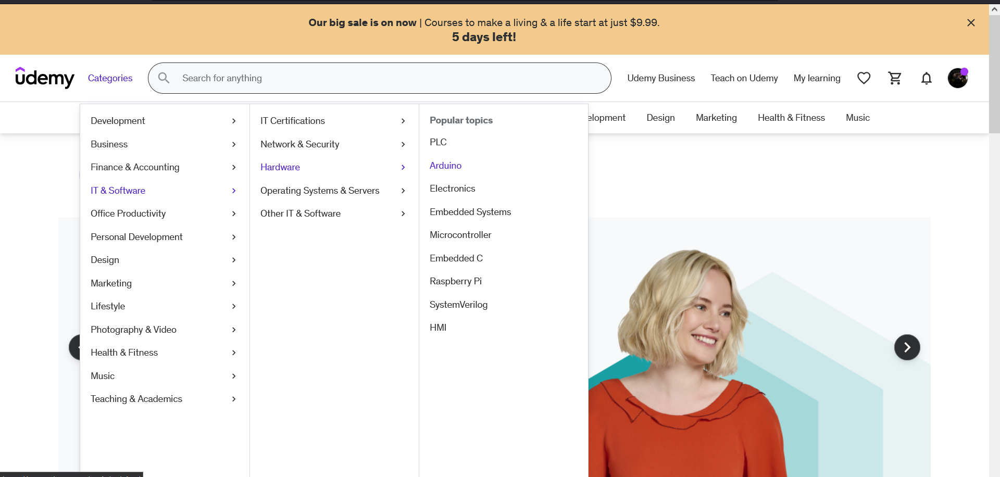 Our big sale is on now | Courses to make a living & a life start at just $9.99.
5 days left!
udemy
Categories
Search for anything
Udemy Business
Teach on Udemy
My learning
elopment
Design
Marketing
Health & Fitness
Music
Development
Business
Finance & Accounting
IT & Software
Office Productivity
Personal Development
Design
Marketing
Lifestyle
Photography & Video
Health & Fitness
Music
Teaching & Academics
IT Certifications
Network & Security
Hardware
Operating Systems & Servers
Other IT & Software
Popular topics
PLC
Arduino
Electronics
Embedded Systems
Microcontroller
Embedded C
Raspberry Pi
SystemVerilog
HMI